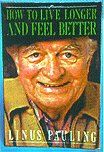 HOW TO LIVE LONGER
AND FEEL BETTER
LINUS PAULING